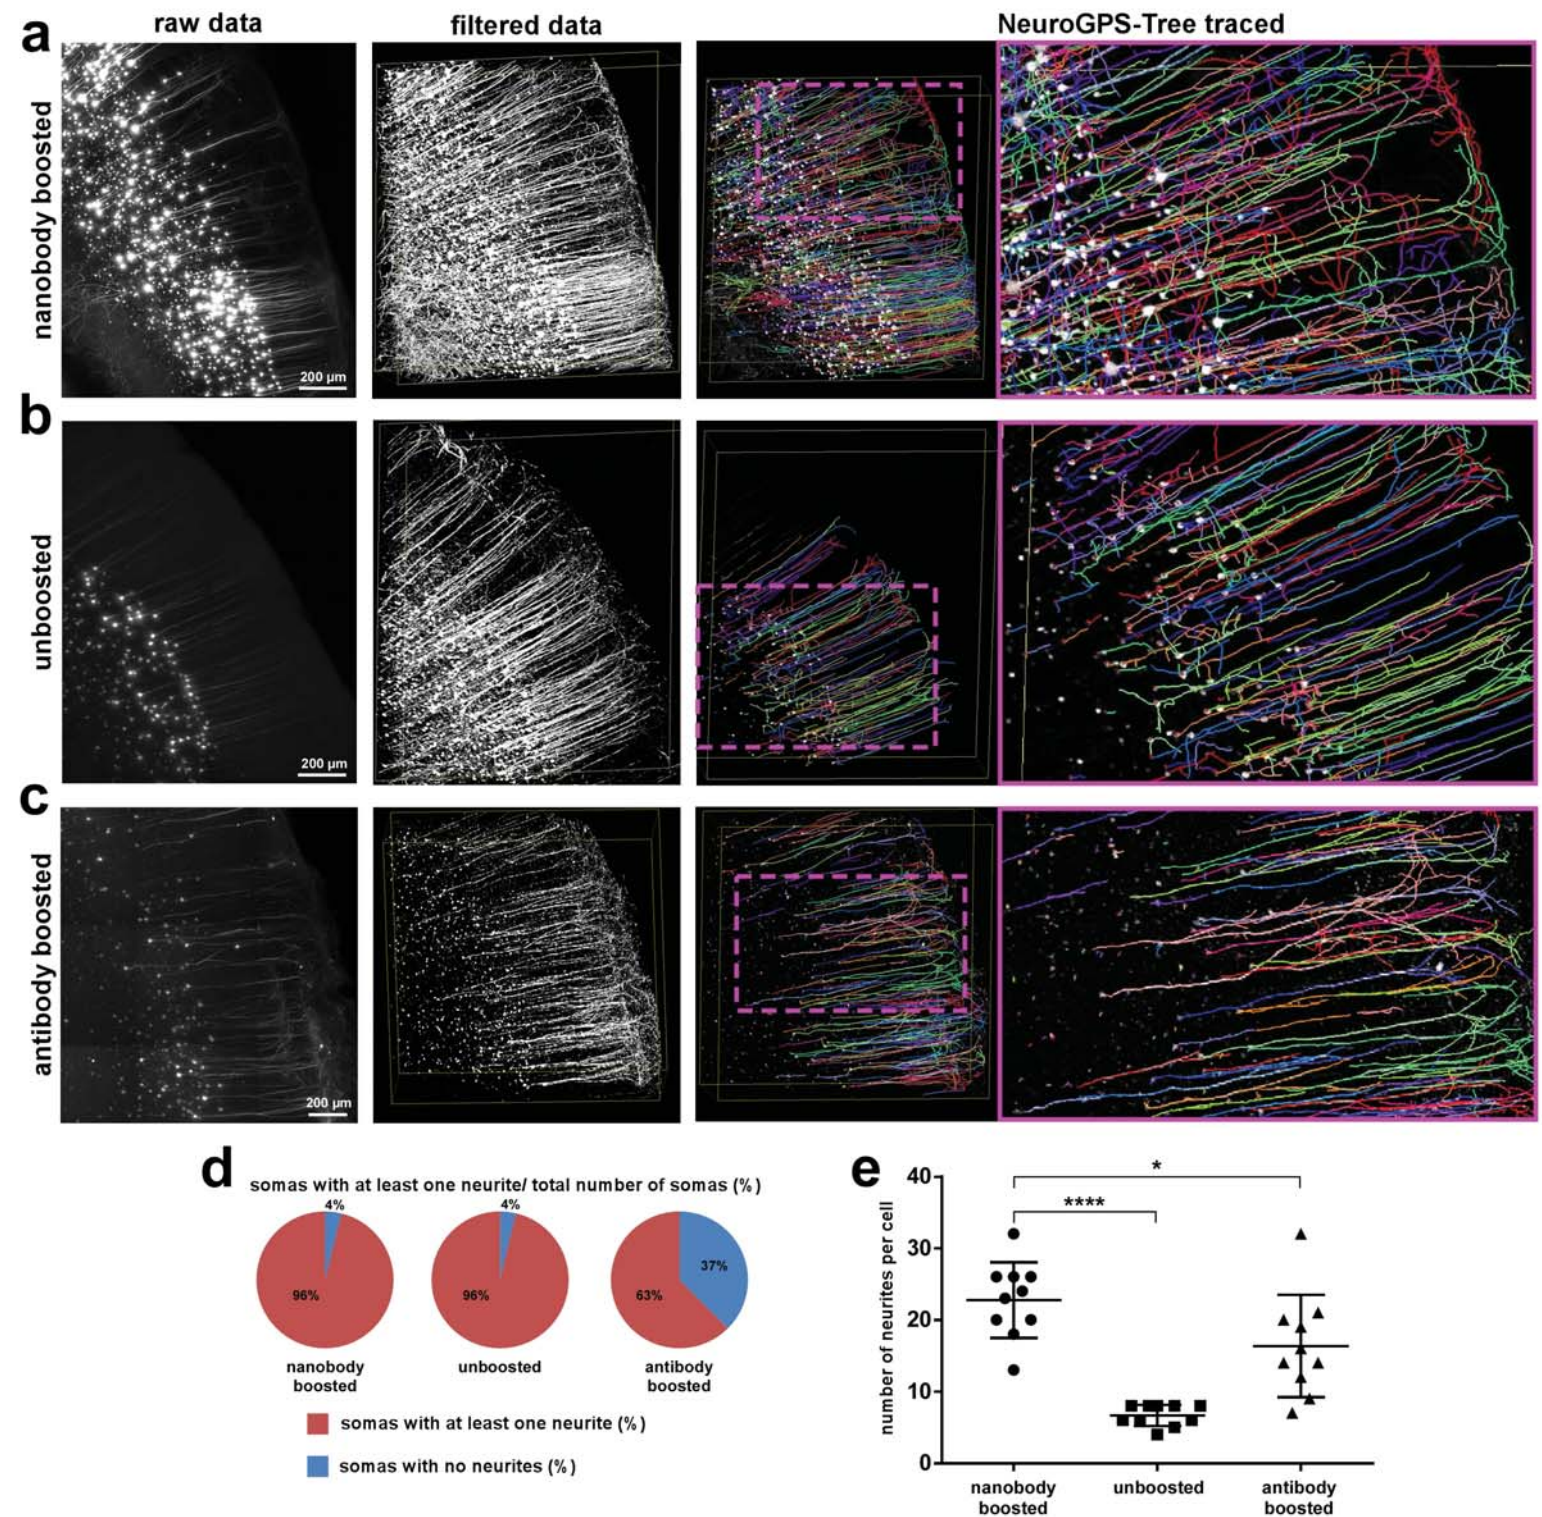 a
raw data
filtered data
NeuroGPS-Tree traced
nanobody boosted
200 µm
b
unboosted
200 µm
c
antibody boosted
200 µm
d
somas with at least one neurite/ total number of somas (%)
4%
96%
nanobody
boosted
4%
96%
unboosted
37%
63%
antibody
boosted
somas with at least one neurite (%)
somas with no neurites (%)
e
number of neurites per cell
40
30
20
10
0
*
****
nanobody
boosted
unboosted
antibody
boosted